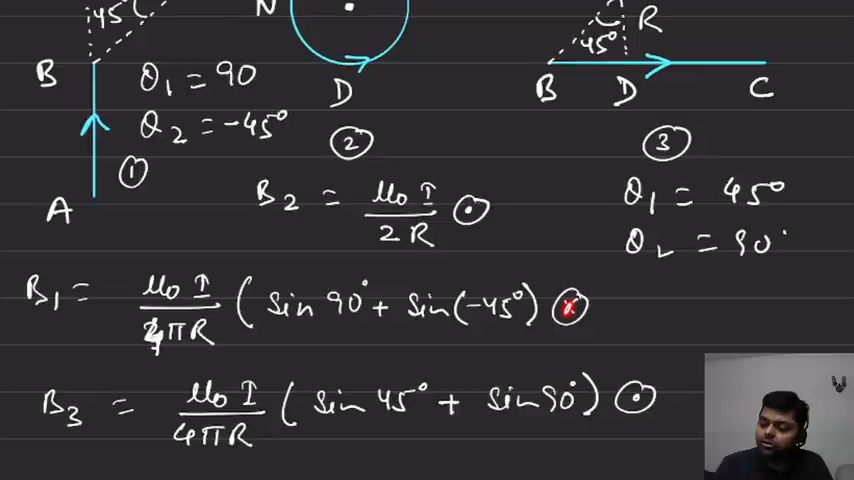 45° N 45° R
B θ₁ = 90 D B D C
θ₂ = -45° ② ③
①
A B₂ = μ₀ I / 2 R ⊙ θ₁ = 45°
θ₂ = 90°
B₁ = μ₀ I / 4πR ( sin 90° + sin(-45°) ) ⊗
B₃ = μ₀ I / 4πR ( sin 45° + sin 90° ) ⊙